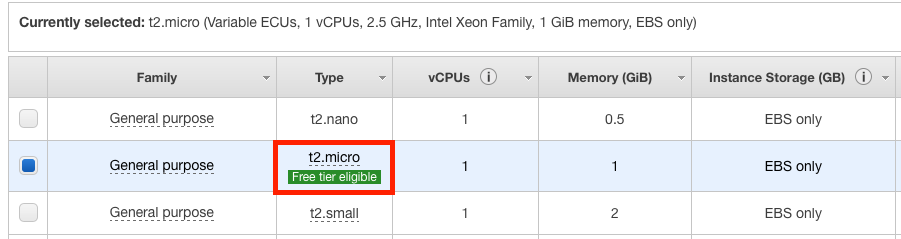 Currently selected: t2.micro (Variable ECUs, 1 vCPUs, 2.5 GHz, Intel Xeon Family, 1 GiB memory, EBS only)
Family Type vCPUs i Memory (GiB) Instance Storage (GB) i
General purpose t2.nano 1 0.5 EBS only
General purpose t2.micro 1 1 EBS only
Free tier eligible
General purpose t2.small 1 2 EBS only